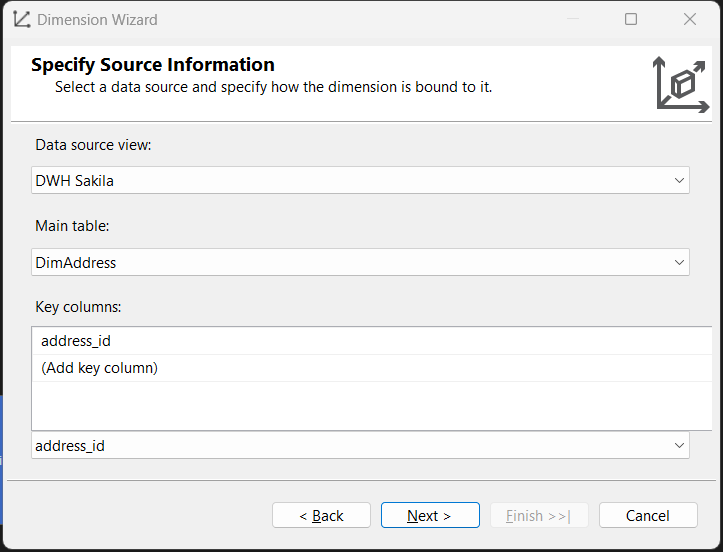 Dimension Wizard
Specify Source Information
Select a data source and specify how the dimension is bound to it.
Data source view:
DWH Sakila
Main table:
DimAddress
Key columns:
address_id
(Add key column)
address_id
< Back
Next >
Finish >>|
Cancel